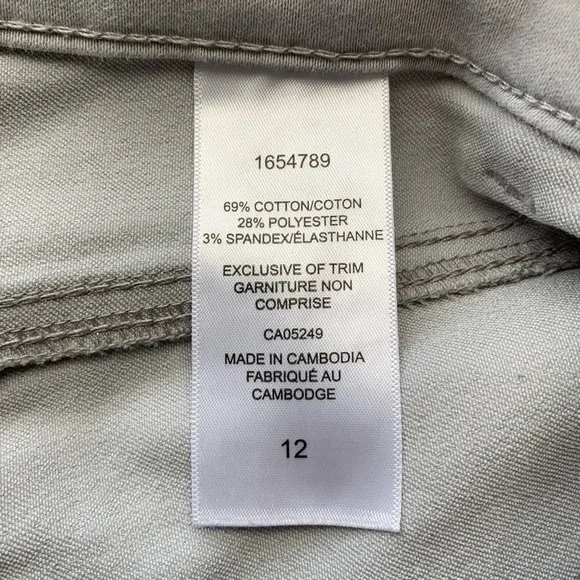 1654789
69% COTTON/COTON
28% POLYESTER
3% SPANDEX/ÉLASTHANNE
EXCLUSIVE OF TRIM
GARNITURE NON
COMPRISE
CA05249
MADE IN CAMBODIA
FABRIQUÉ AU
CAMBODGE
12